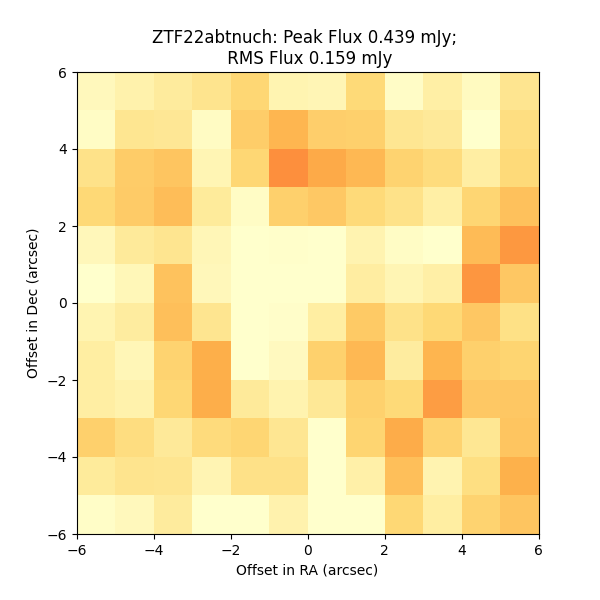 ZTF22abtnuch: Peak Flux 0.439 mJy;
RMS Flux 0.159 mJy
6
4
2
0
−2
−4
−6
Offset in Dec (arcsec)
−6 −4 −2 0 2 4 6
Offset in RA (arcsec)